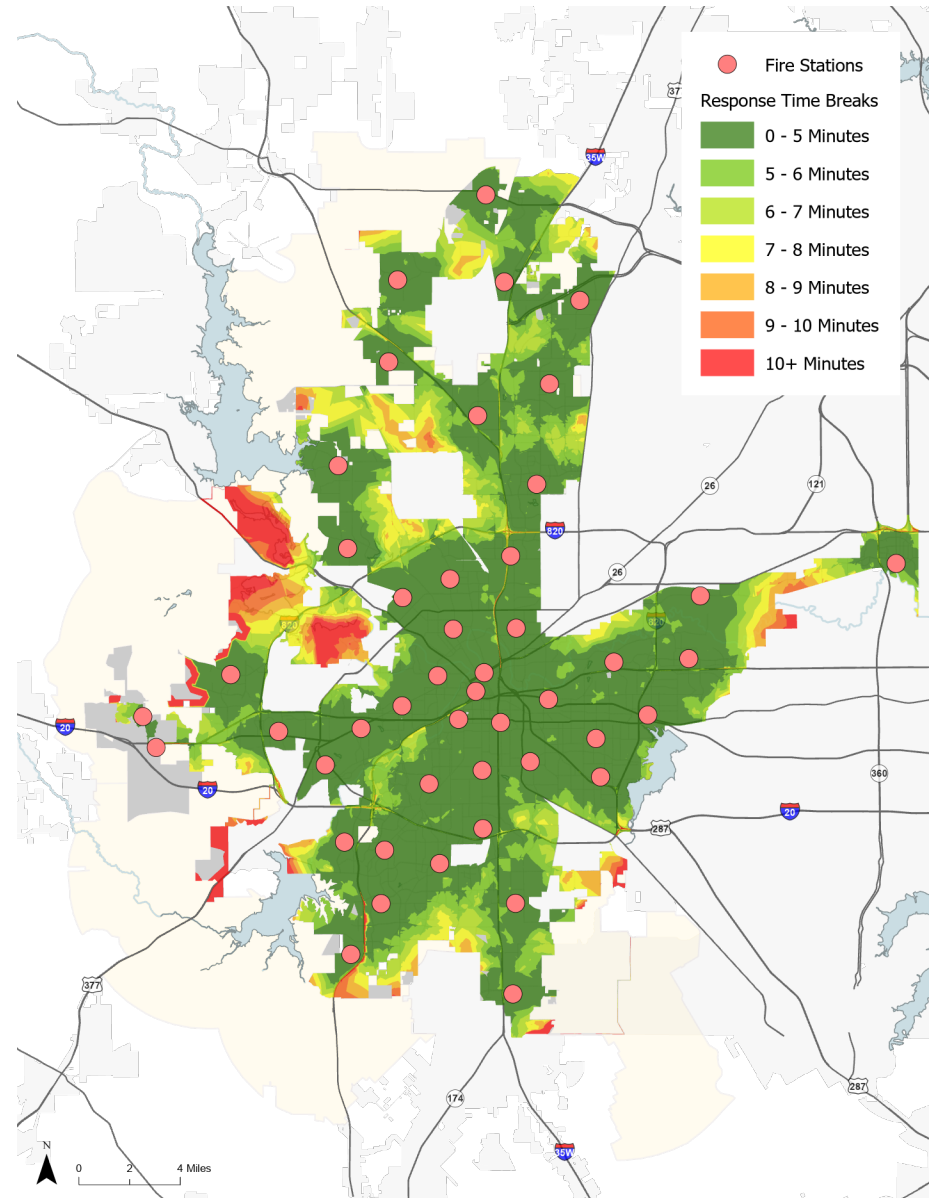 Fire Stations
Response Time Breaks
0 - 5 Minutes
5 - 6 Minutes
6 - 7 Minutes
7 - 8 Minutes
8 - 9 Minutes
9 - 10 Minutes
10+ Minutes
37
35W
26
121
820
26
820
820
20
20
360
20
287
377
287
174
35W
N
0 2 4 Miles